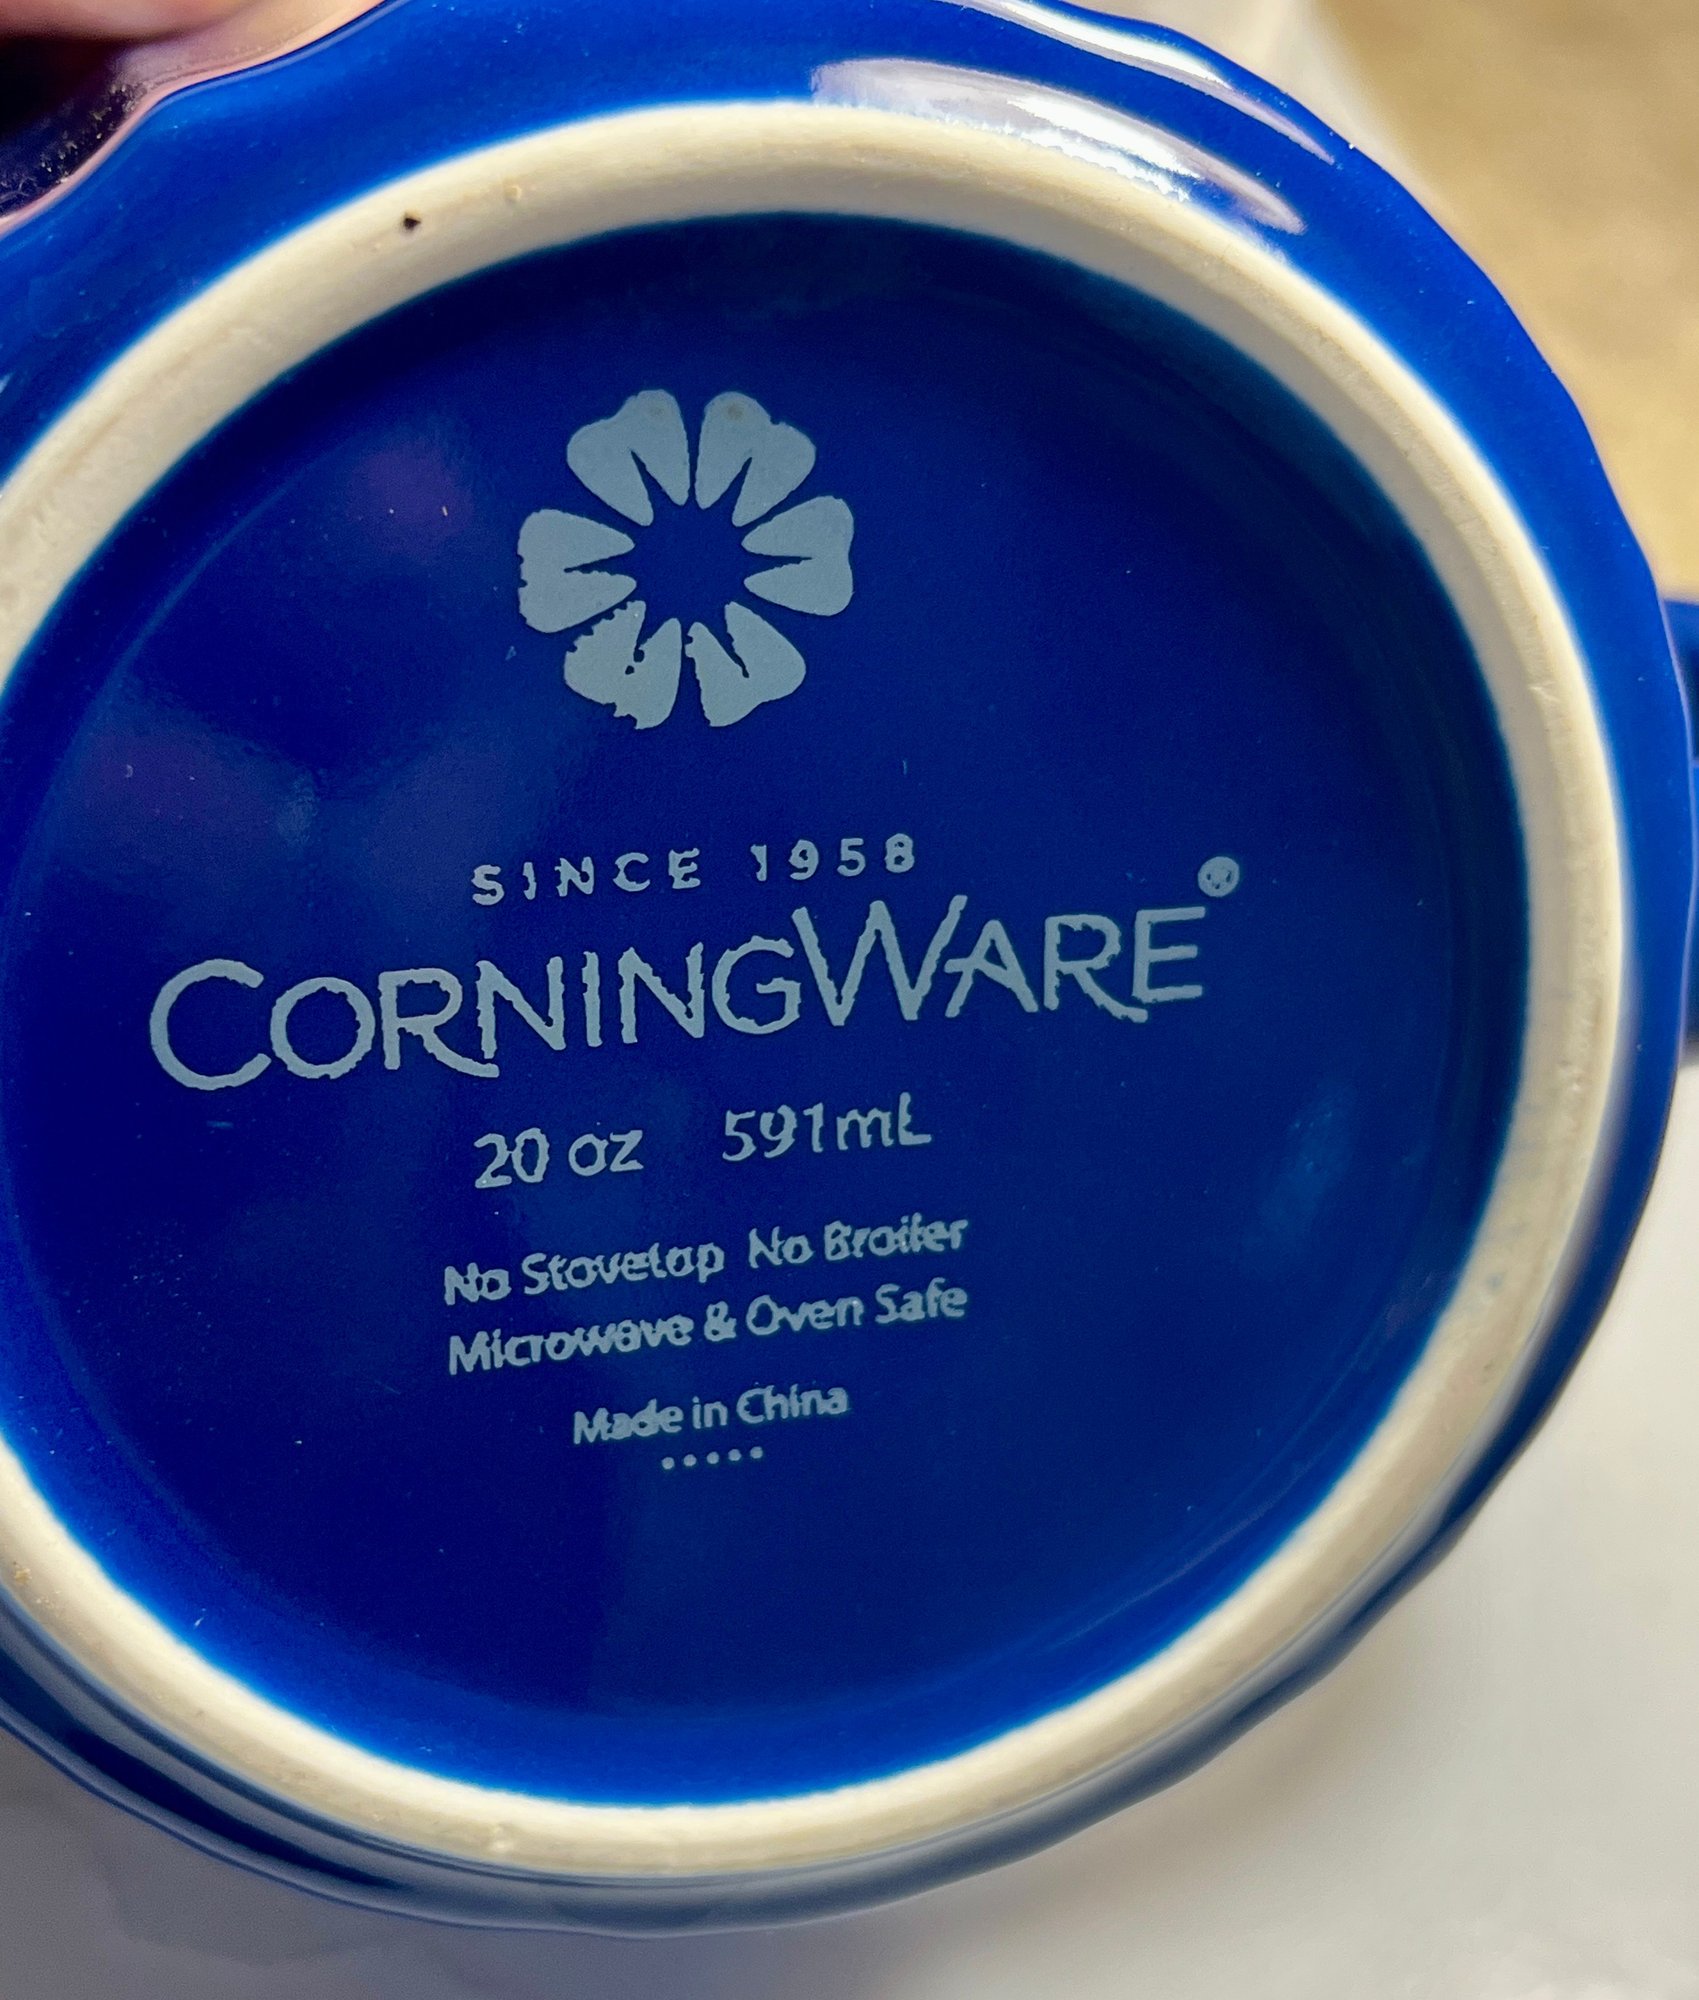 SINCE 1958
CORNINGWARE®
20 oz 591mL
No Stovetop No Broiler
Microwave & Oven Safe
Made in China
•••••